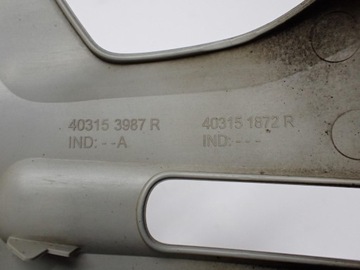 40315 3987 R
IND: - -A
40315 1872 R
IND: - - -